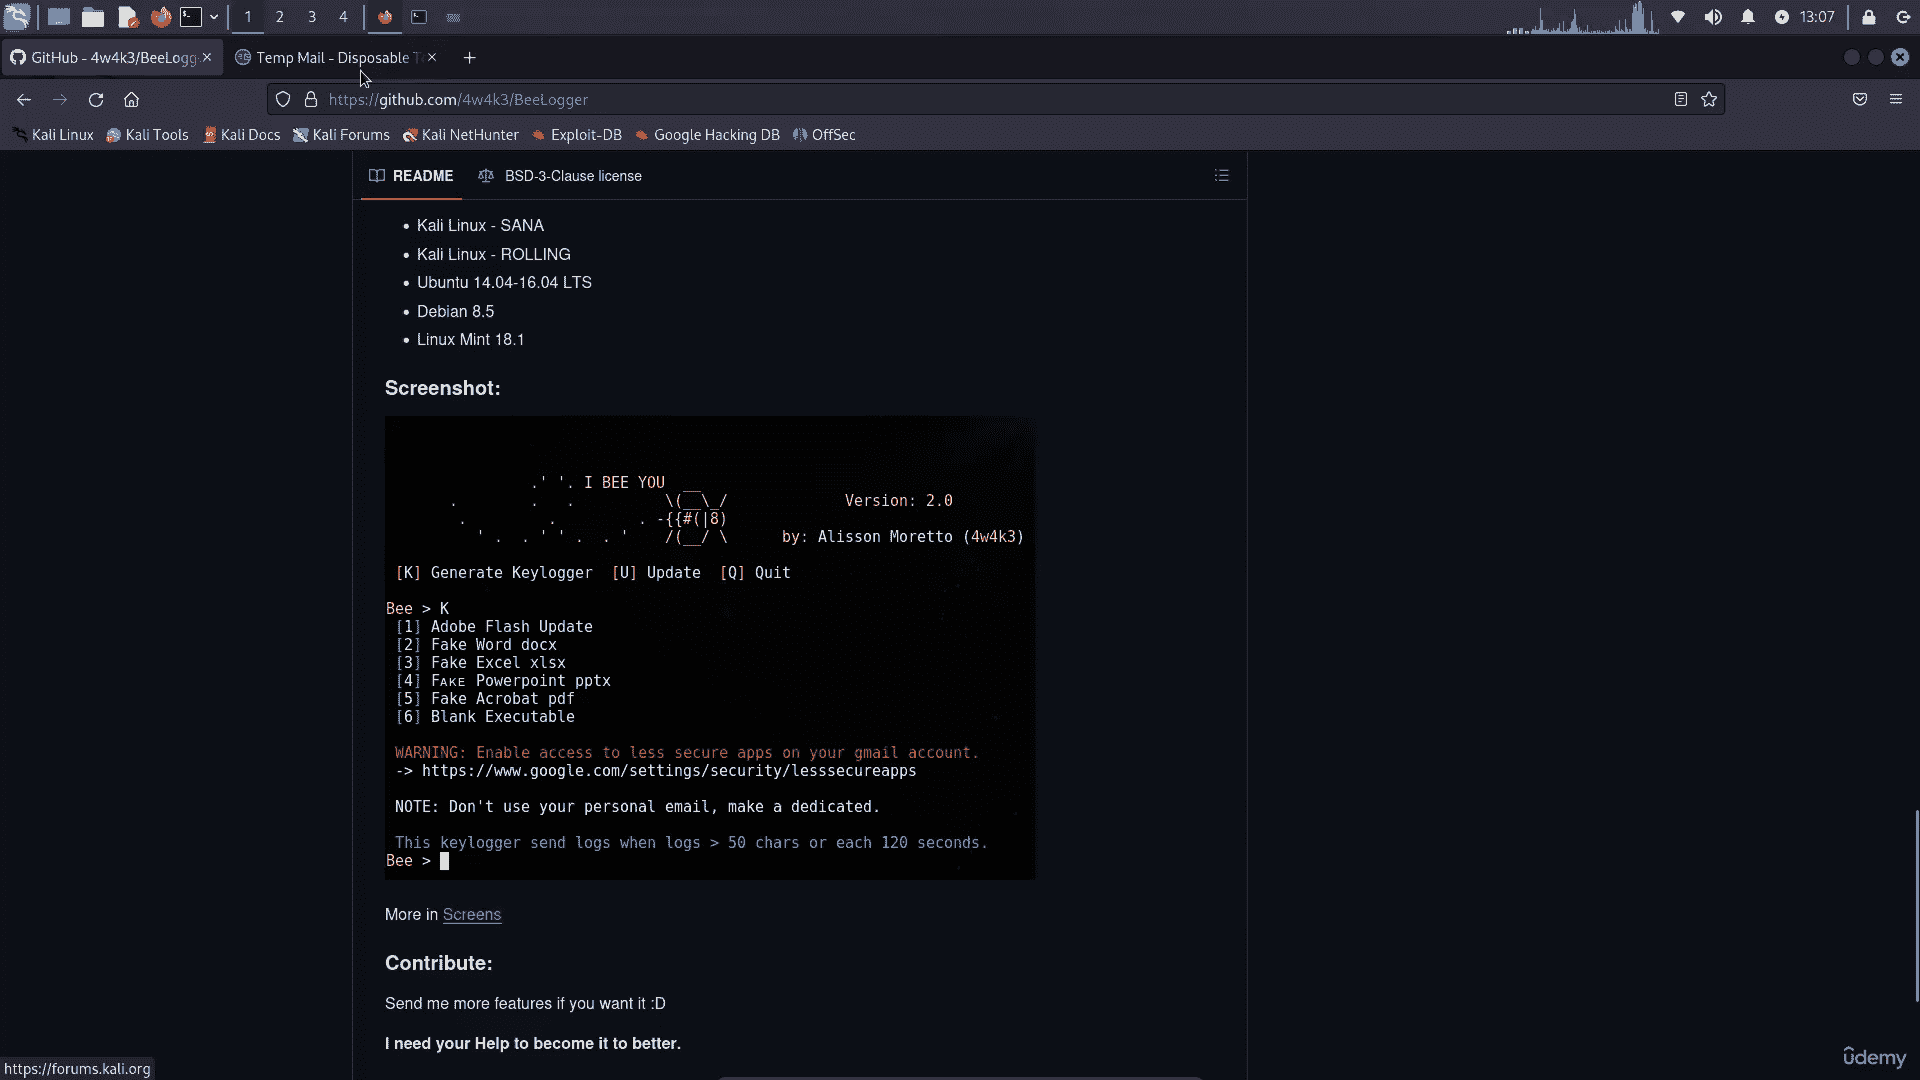 1 2 3 4 13:07
GitHub - 4w4k3/BeeLogg
Temp Mail - Disposable T
https://github.com/4w4k3/BeeLogger
Kali Linux Kali Tools Kali Docs Kali Forums Kali NetHunter Exploit-DB Google Hacking DB OffSec
README BSD-3-Clause license
• Kali Linux - SANA
• Kali Linux - ROLLING
• Ubuntu 14.04-16.04 LTS
• Debian 8.5
• Linux Mint 18.1
Screenshot:
.' '. I BEE YOU __
. . . \(__\_/ Version: 2.0
. . . -{{#(|8)
' . . ' ' . . ' /(__/ \ by: Alisson Moretto (4w4k3)
[K] Generate Keylogger [U] Update [Q] Quit
Bee > K
[1] Adobe Flash Update
[2] Fake Word docx
[3] Fake Excel xlsx
[4] Fᴀᴋᴇ Powerpoint pptx
[5] Fake Acrobat pdf
[6] Blank Executable
WARNING: Enable access to less secure apps on your gmail account.
-> https://www.google.com/settings/security/lesssecureapps
NOTE: Don't use your personal email, make a dedicated.
This keylogger send logs when logs > 50 chars or each 120 seconds.
Bee >
More in Screens
Contribute:
Send me more features if you want it :D
I need your Help to become it to better.
https://forums.kali.org
ûdemy